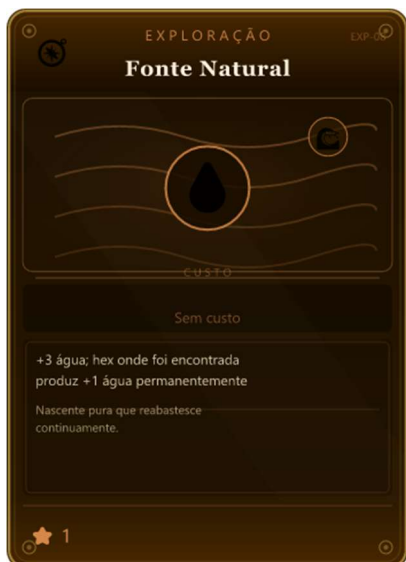 EXPLORAÇÃO
Fonte Natural
CUSTO
Sem custo
+3 água; hex onde foi encontrada
produz +1 água permanentemente
Nascente pura que reabastesce
continuamente.
1